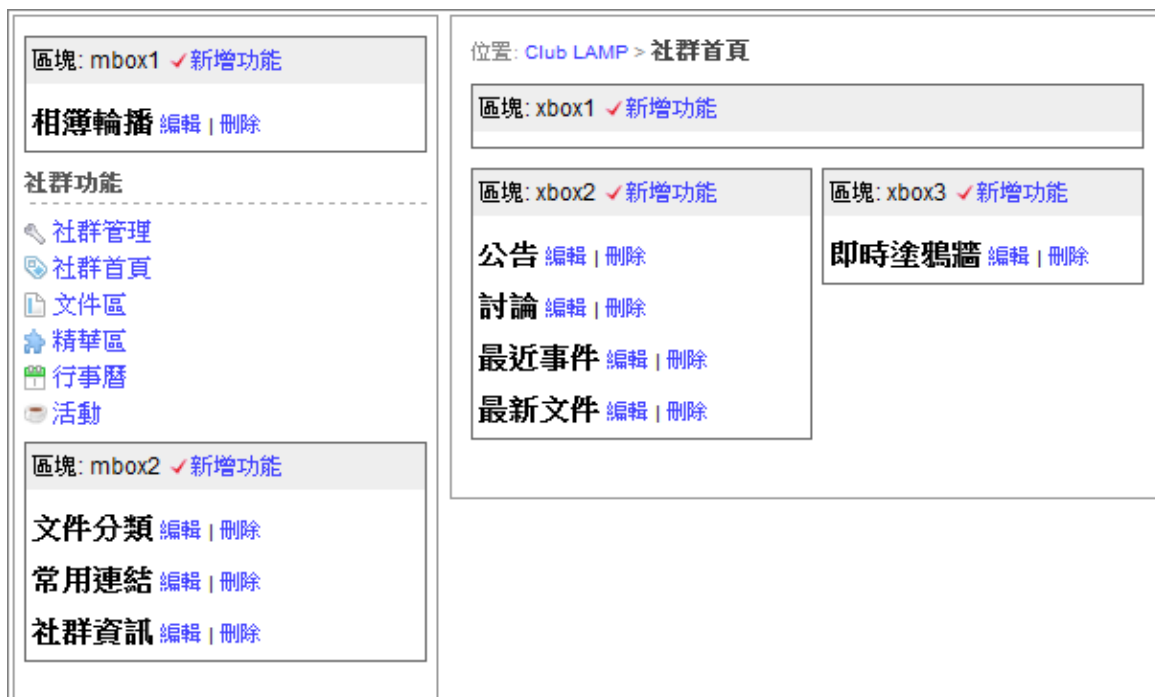 區塊: mbox1 新增功能
相簿輪播 編輯 | 刪除
社群功能
社群管理
社群首頁
文件區
精華區
行事曆
活動
區塊: mbox2 新增功能
文件分類 編輯 | 刪除
常用連結 編輯 | 刪除
社群資訊 編輯 | 刪除
位置: Club LAMP > 社群首頁
區塊: xbox1 新增功能
區塊: xbox2 新增功能
公告 編輯 | 刪除
討論 編輯 | 刪除
最近事件 編輯 | 刪除
最新文件 編輯 | 刪除
區塊: xbox3 新增功能
即時塗鴉牆 編輯 | 刪除